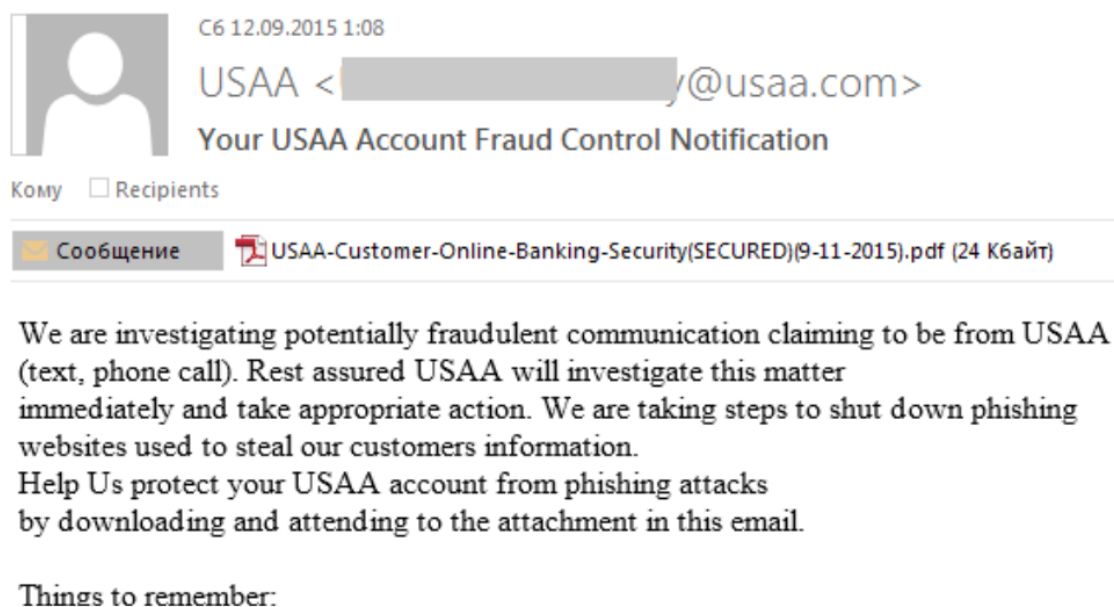 Сб 12.09.2015 1:08
USAA < y@usaa.com>
Your USAA Account Fraud Control Notification
Кому Recipients
Сообщение USAA-Customer-Online-Banking-Security(SECURED)(9-11-2015).pdf (24 Кбайт)
We are investigating potentially fraudulent communication claiming to be from USAA
(text, phone call). Rest assured USAA will investigate this matter
immediately and take appropriate action. We are taking steps to shut down phishing
websites used to steal our customers information.
Help Us protect your USAA account from phishing attacks
by downloading and attending to the attachment in this email.
Things to remember: